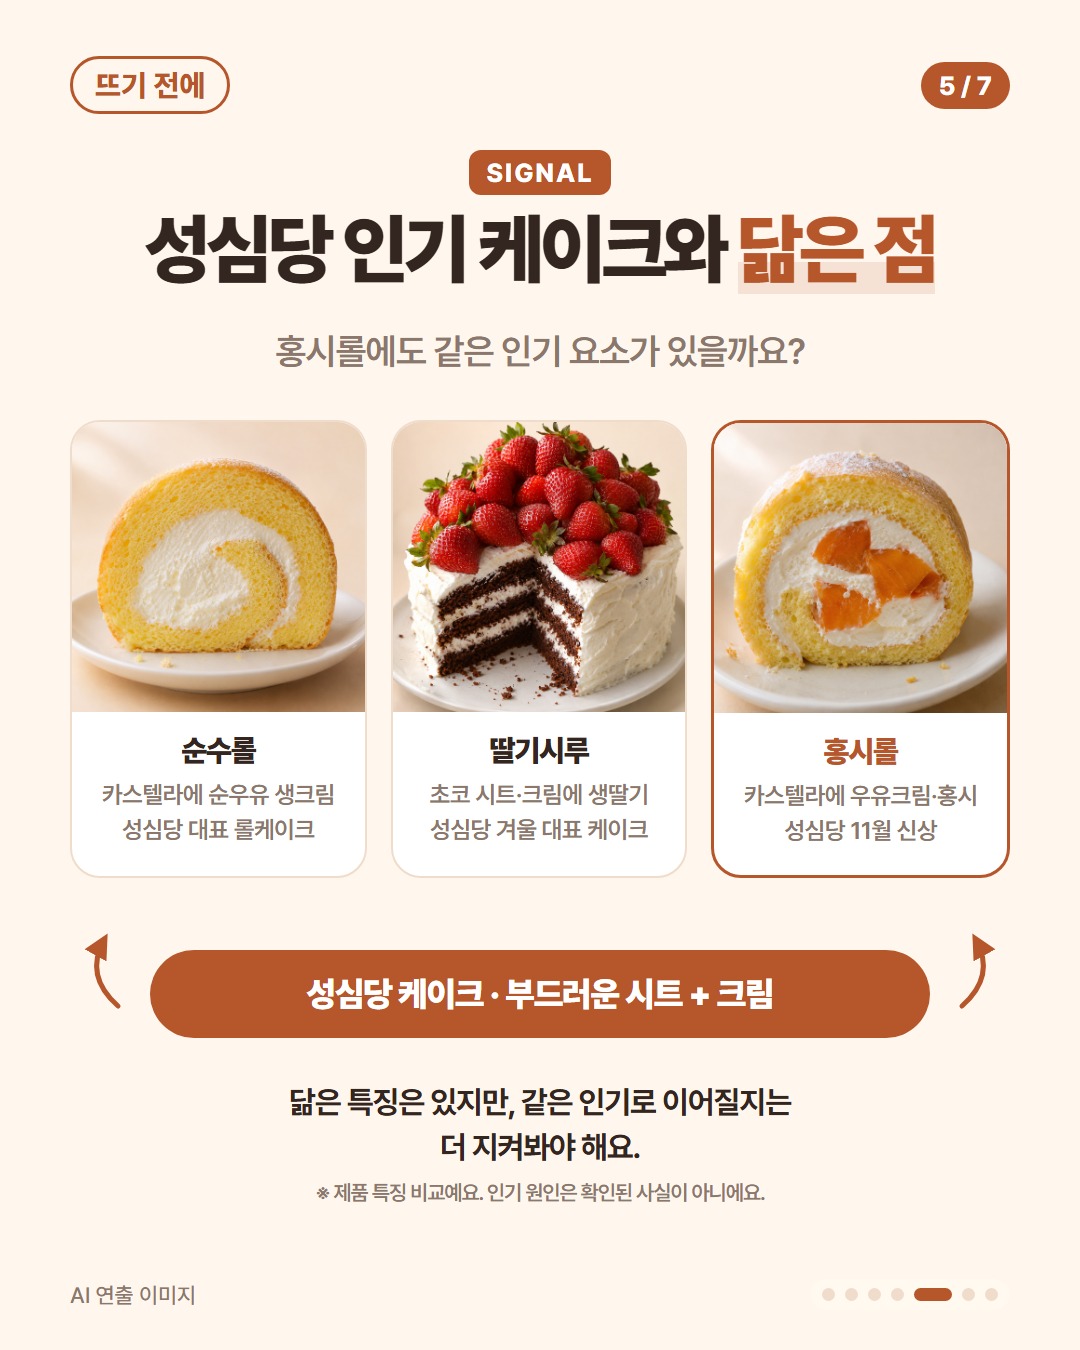 뜨기 전에
5 / 7
SIGNAL
성심당 인기 케이크와 닮은 점
홍시롤에도 같은 인기 요소가 있을까요?
순수롤
카스텔라에 순우유 생크림
성심당 대표 롤케이크
딸기시루
초코 시트·크림에 생딸기
성심당 겨울 대표 케이크
홍시롤
카스텔라에 우유크림·홍시
성심당 11월 신상
성심당 케이크 · 부드러운 시트 + 크림
닮은 특징은 있지만, 같은 인기로 이어질지는
더 지켜봐야 해요.
※ 제품 특징 비교예요. 인기 원인은 확인된 사실이 아니에요.
AI 연출 이미지